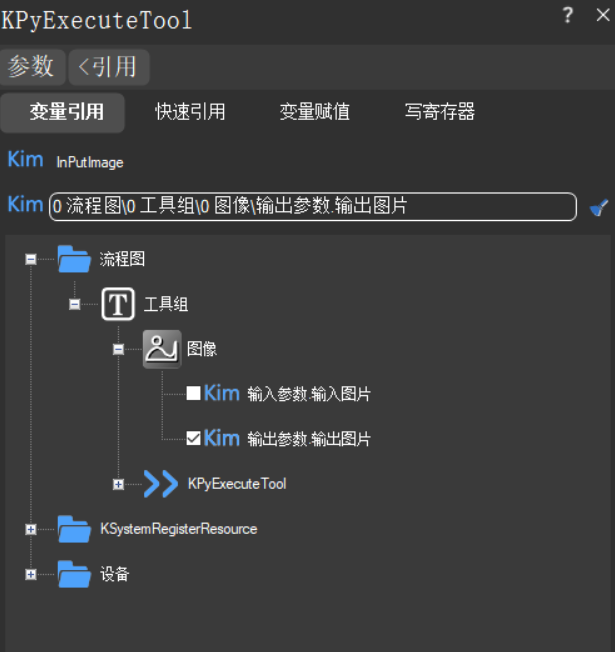 KPyExecuteTool ? ×
参数 <引用
变量引用 快速引用 变量赋值 写寄存器
Kim InPutImage
Kim 0 流程图\0 工具组\0 图像\输出参数.输出图片
流程图
T 工具组
图像
Kim 输入参数.输入图片
Kim 输出参数.输出图片
KPyExecuteTool
KSystemRegisterResource
设备